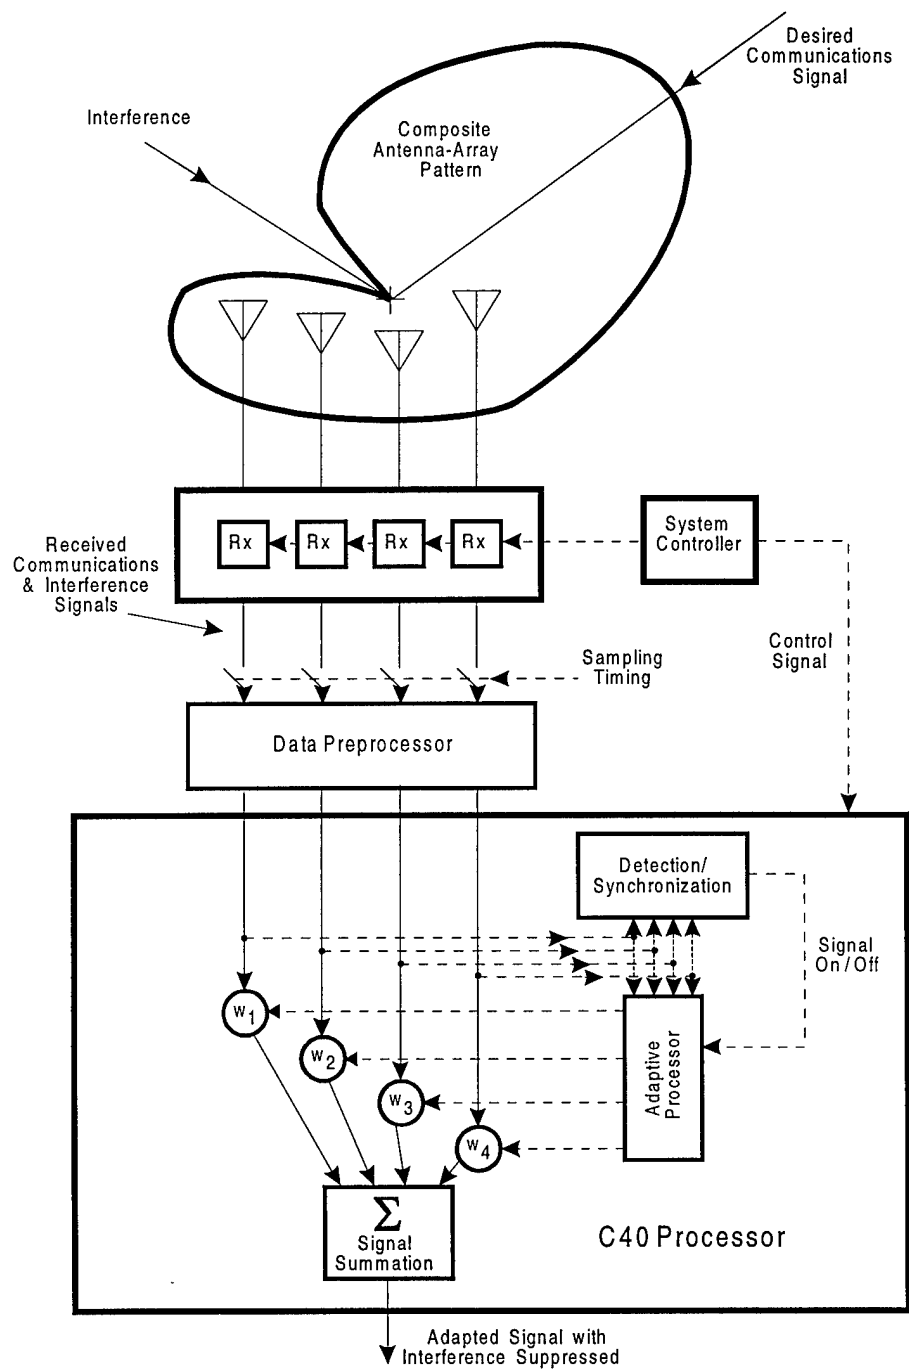 Desired
Communications
Signal
Interference
Composite
Antenna-Array
Pattern
Rx
Rx
Rx
Rx
System
Controller
Received
Communications
& Interference
Signals
Control
Signal
Sampling
Timing
Data Preprocessor
Detection/
Synchronization
Signal
On / Off
w1
w2
w3
w4
Adaptive
Processor
Σ
Signal
Summation
C40 Processor
Adapted Signal with
Interference Suppressed